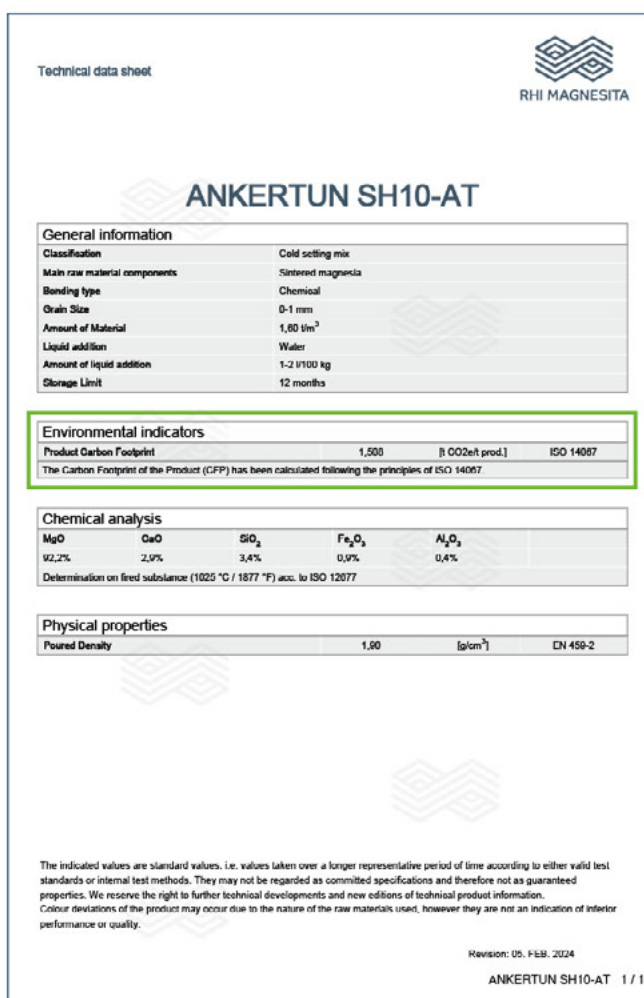 Technical data sheet
RHI MAGNESITA
ANKERTUN SH10-AT
General information
Classification Cold setting mix
Main raw material components Sintered magnesia
Bonding type Chemical
Grain Size 0-1 mm
Amount of Material 1,60 t/m³
Liquid addition Water
Amount of liquid addition 1-2 l/100 kg
Storage Limit 12 months
Environmental indicators
Product Carbon Footprint [t CO2e/t prod.] ISO 14067
The Carbon Footprint of the Product (CFP) has been calculated following the principles of ISO 14067.
Chemical analysis
MgO CaO SiO₂ Fe₂O₃ Al₂O₃
92,2% 2,9% 3,4% 0,9% 0,4%
Determination on fired substance (1025 °C / 1877 °F) acc. to ISO 12677
Physical properties
Poured Density 1,90 [g/cm³] EN 459-2
The indicated values are standard values, i.e. values taken over a longer representative period of time according to either valid test
standards or internal test methods. They may not be regarded as committed specifications and therefore not as guaranteed
properties. We reserve the right to further technical developments and new editions of technical product information.
Colour deviations of the product may occur due to the nature of the raw materials used, however they are not an indication of inferior
performance or quality.
Revision: 05. FEB. 2024
ANKERTUN SH10-AT 1 / 1